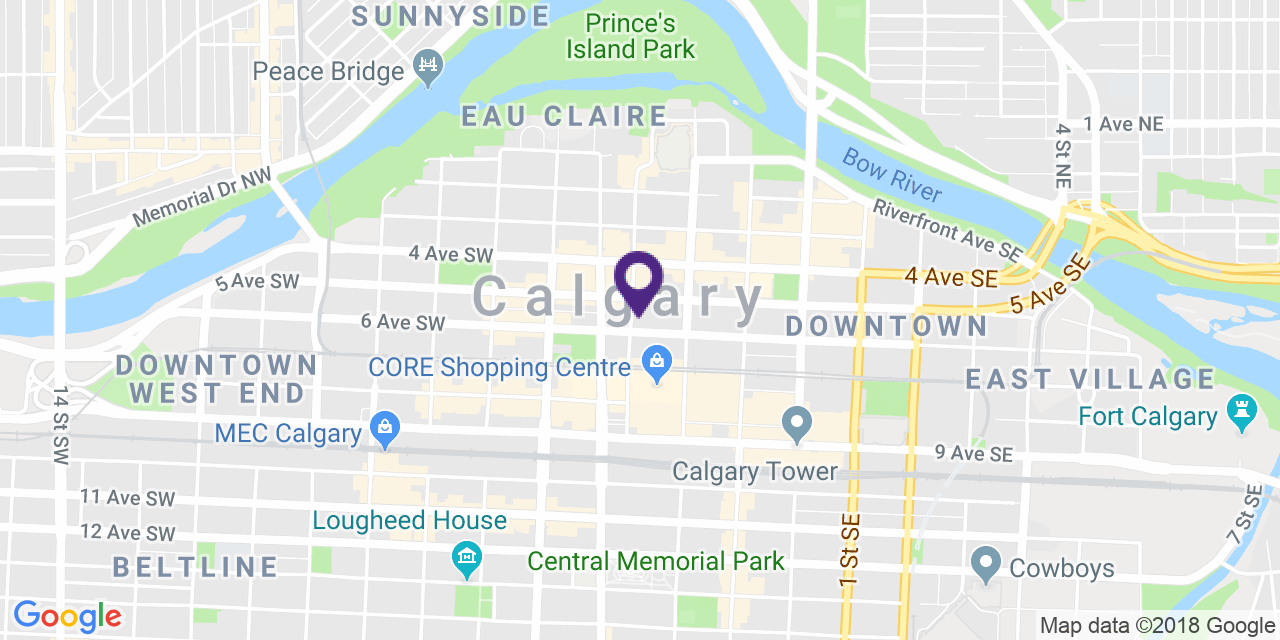 SUNNYSIDE
Prince's
Island Park
Peace Bridge
EAU CLAIRE
1 Ave NE
4 St NE
Bow River
Memorial Dr NW
Riverfront Ave SE
4 Ave SW
5 Ave SW
4 Ave SE
5 Ave SE
Calgary
6 Ave SW
DOWNTOWN
DOWNTOWN
WEST END
CORE Shopping Centre
EAST VILLAGE
14 St SW
Fort Calgary
MEC Calgary
9 Ave SE
Calgary Tower
11 Ave SW
7 St SE
Lougheed House
12 Ave SW
1 St SE
Central Memorial Park
BELTLINE
Cowboys
Google
Map data ©2018 Google